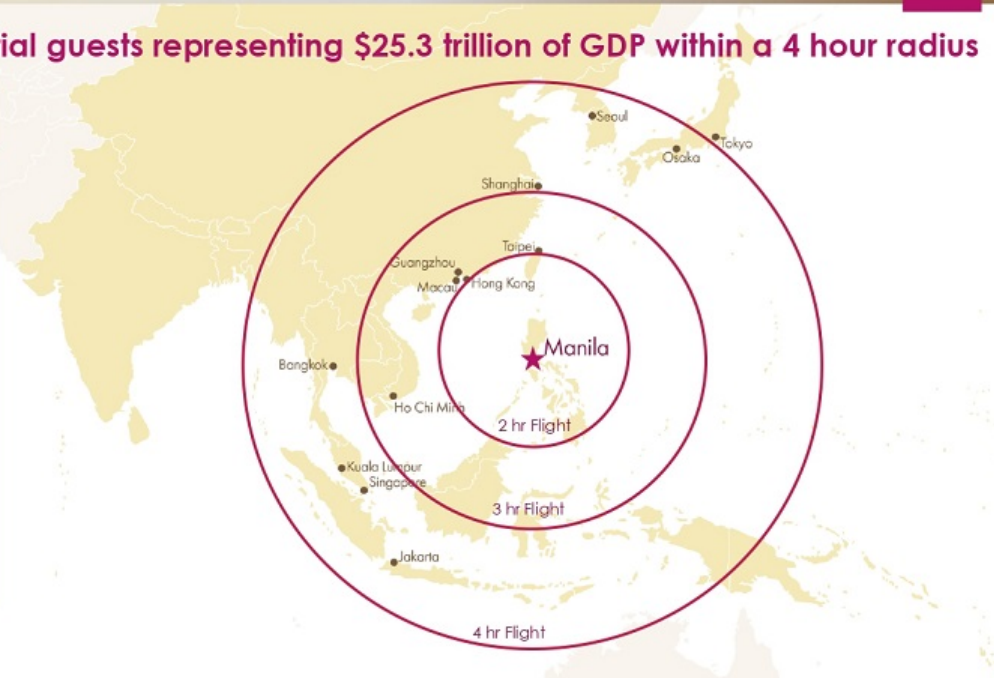 ial guests representing $25.3 trillion of GDP within a 4 hour radius
Seoul
Tokyo
Osaka
Shanghai
Taipei
Guangzhou
Macau
Hong Kong
Manila
Bangkok
Ho Chi Minh
2 hr Flight
Kuala Lumpur
Singapore
3 hr Flight
Jakarta
4 hr Flight